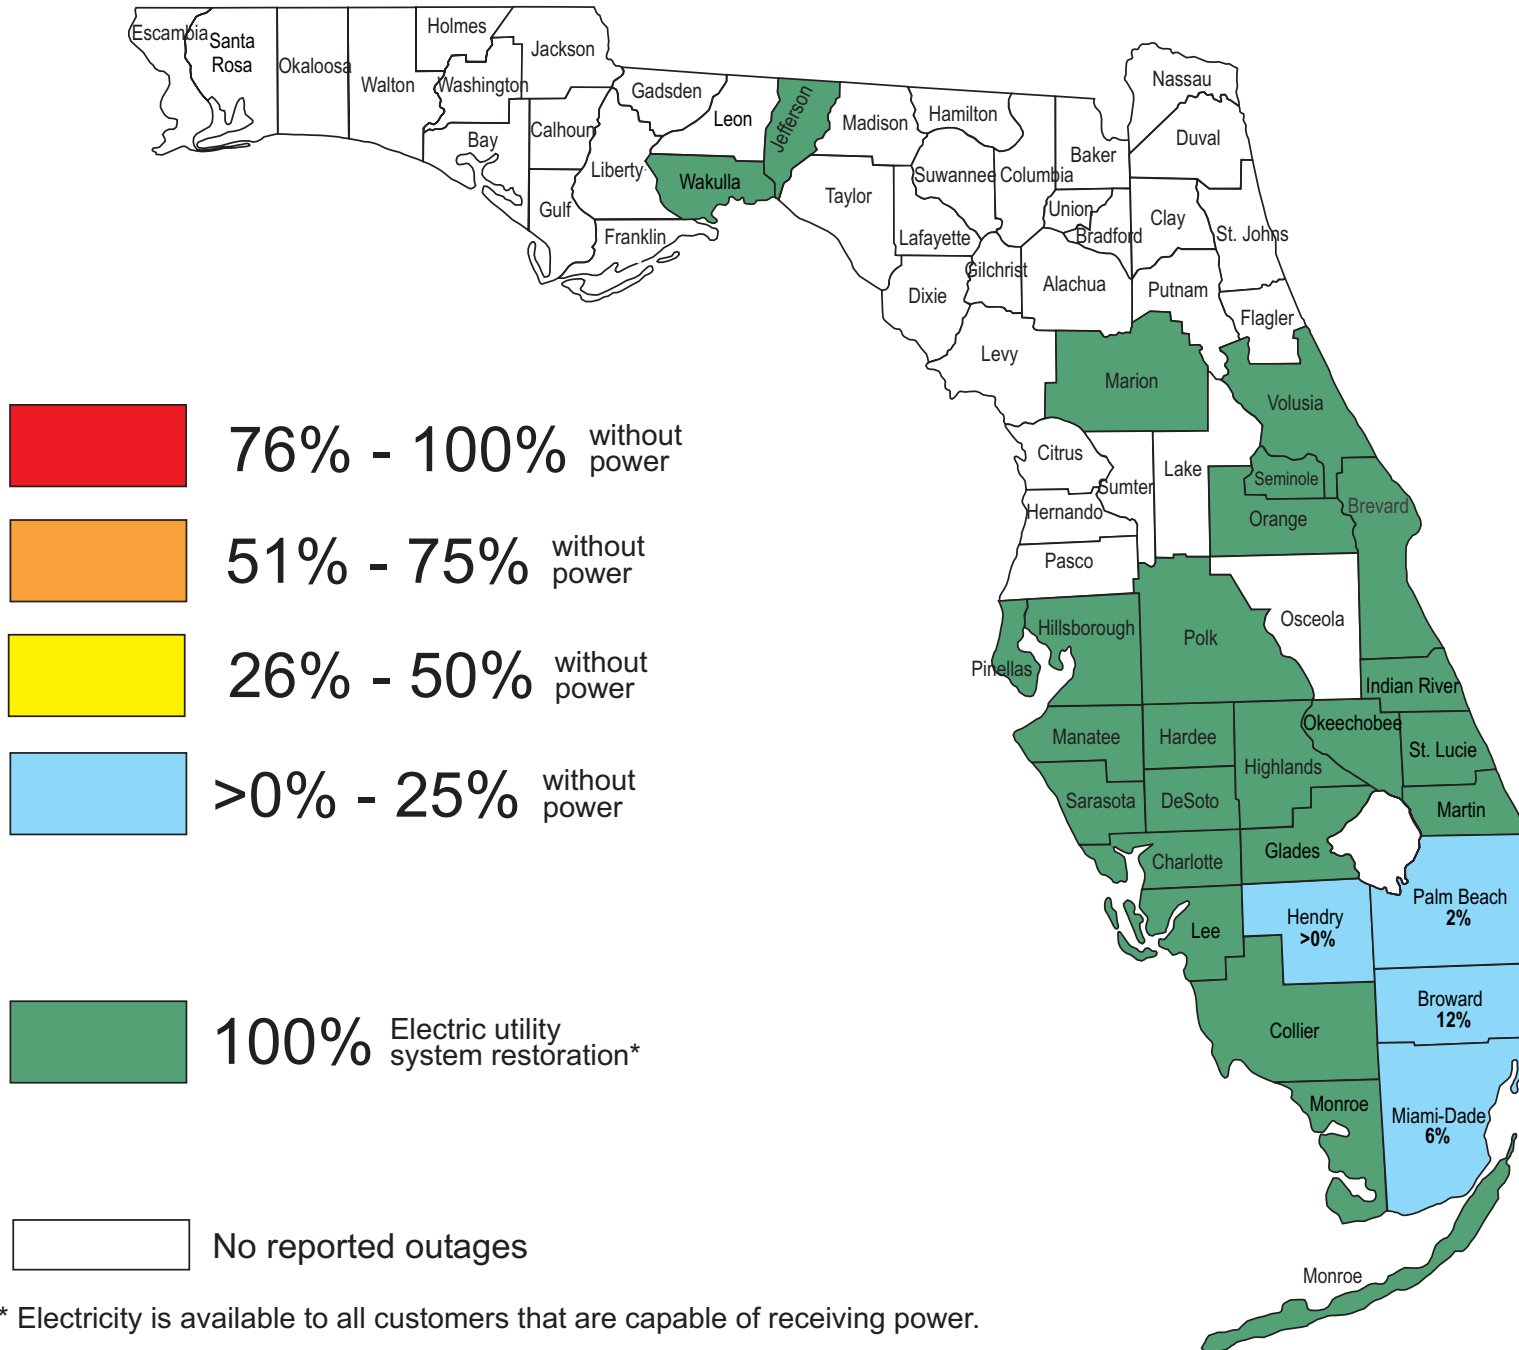 Escambia
Santa
Rosa
Okaloosa
Walton
Holmes
Washington
Jackson
Bay
Calhoun
Gulf
Liberty
Gadsden
Franklin
Leon
Wakulla
Jefferson
Madison
Taylor
Hamilton
Suwannee
Lafayette
Dixie
Columbia
Gilchrist
Levy
Baker
Union
Bradford
Alachua
Nassau
Duval
Clay
St. Johns
Putnam
Flagler
Marion
Volusia
Citrus
Sumter
Lake
Hernando
Pasco
Seminole
Orange
Brevard
Osceola
Pinellas
Hillsborough
Polk
Indian River
Manatee
Hardee
Highlands
Okeechobee
St. Lucie
Sarasota
DeSoto
Martin
Charlotte
Glades
Lee
Hendry
>0%
Palm Beach
2%
Broward
12%
Collier
Monroe
Miami-Dade
6%
Monroe
76% - 100% without
power
51% - 75% without
power
26% - 50% without
power
>0% - 25% without
power
100% Electric utility
system restoration*
No reported outages
* Electricity is available to all customers that are capable of receiving power.